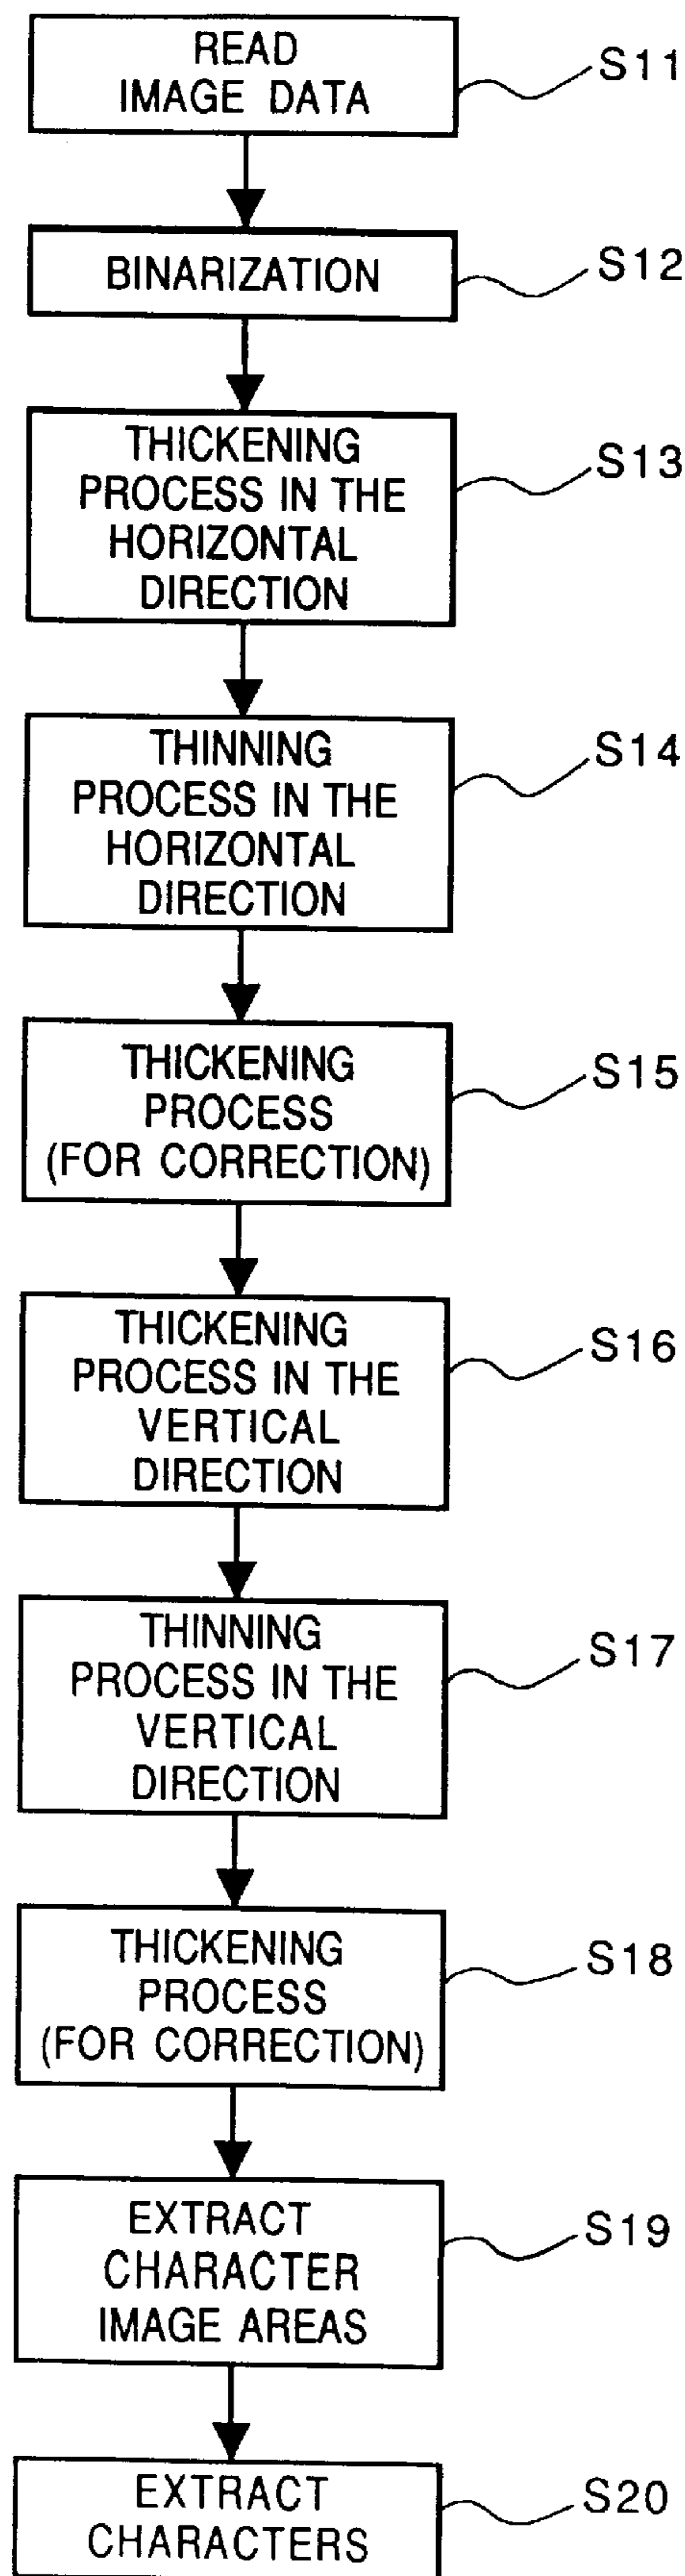 READ
IMAGE DATA
S11
BINARIZATION
S12
THICKENING
PROCESS IN THE
HORIZONTAL
DIRECTION
S13
THINNING
PROCESS IN THE
HORIZONTAL
DIRECTION
S14
THICKENING
PROCESS
(FOR CORRECTION)
S15
THICKENING
PROCESS IN THE
VERTICAL
DIRECTION
S16
THINNING
PROCESS IN THE
VERTICAL
DIRECTION
S17
THICKENING
PROCESS
(FOR CORRECTION)
S18
EXTRACT
CHARACTER
IMAGE AREAS
S19
EXTRACT
CHARACTERS
S20